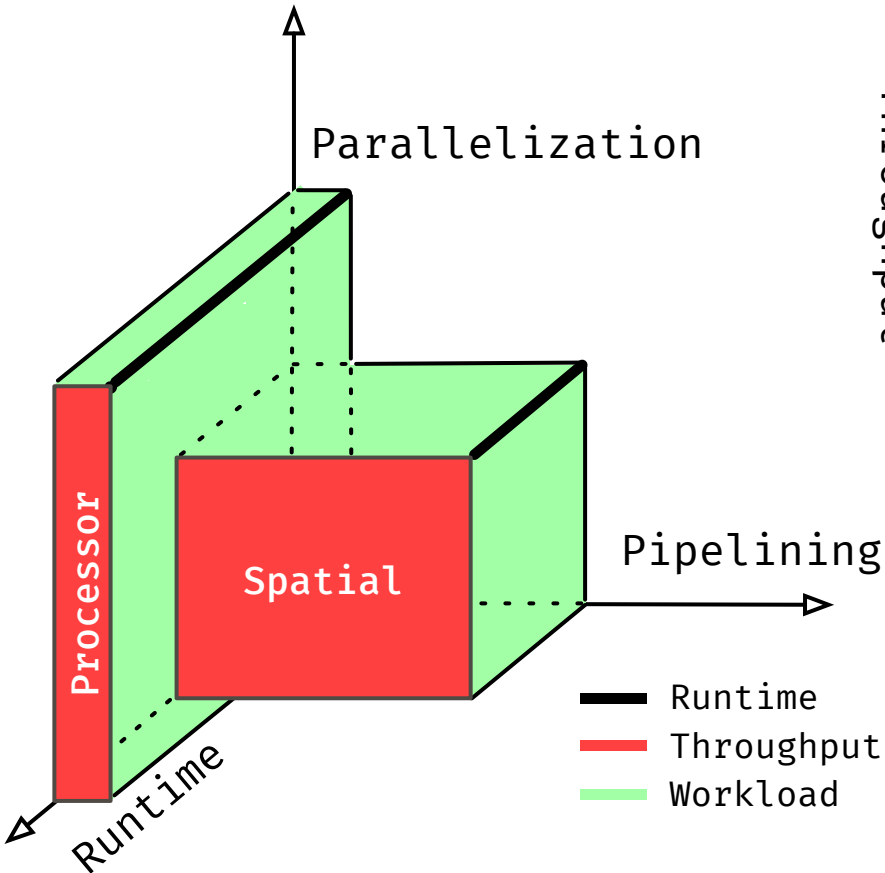 Parallelization
Processor
Spatial
Pipelining
Runtime
Runtime
Throughput
Workload